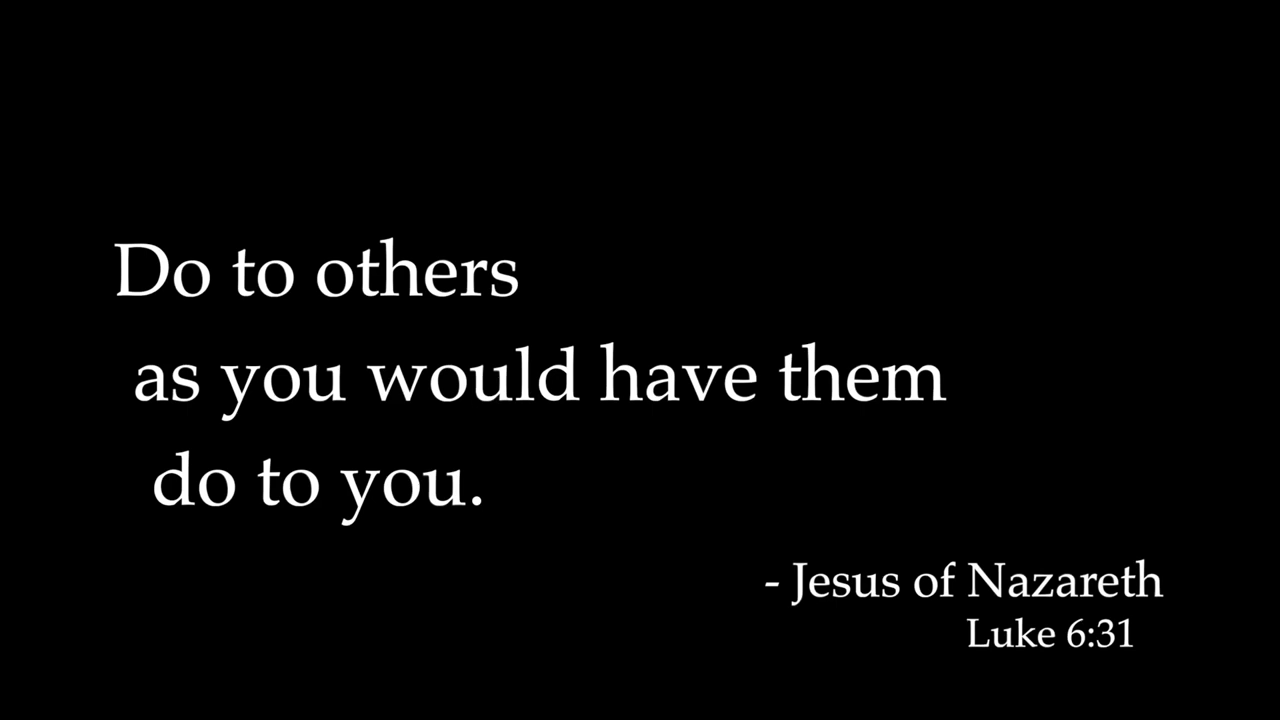 Do to others
as you would have them
do to you.
- Jesus of Nazareth
Luke 6:31